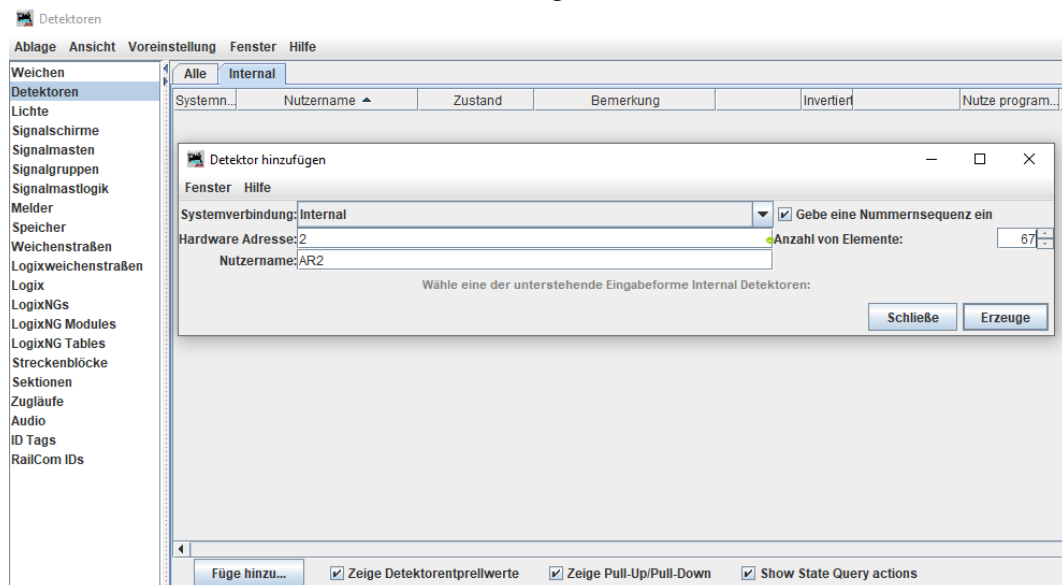 Detektoren
Ablage Ansicht Voreinstellung Fenster Hilfe
Weichen
Detektoren
Lichte
Signalschirme
Signalmasten
Signalgruppen
Signalmastlogik
Melder
Speicher
Weichenstraßen
Logixweichenstraßen
Logix
LogixNGs
LogixNG Modules
LogixNG Tables
Streckenblöcke
Sektionen
Zugläufe
Audio
ID Tags
RailCom IDs
Alle Internal
Systemn... Nutzername Zustand Bemerkung Invertiert Nutze program...
Detektor hinzufügen
Fenster Hilfe
Systemverbindung: Internal Gebe eine Nummernsequenz ein
Hardware Adresse: 2 Anzahl von Elemente: 67
Nutzername: AR2
Wähle eine der unterstehende Eingabeforme Internal Detektoren:
Schließe Erzeuge
Füge hinzu... Zeige Detektorentprellwerte Zeige Pull-Up/Pull-Down Show State Query actions